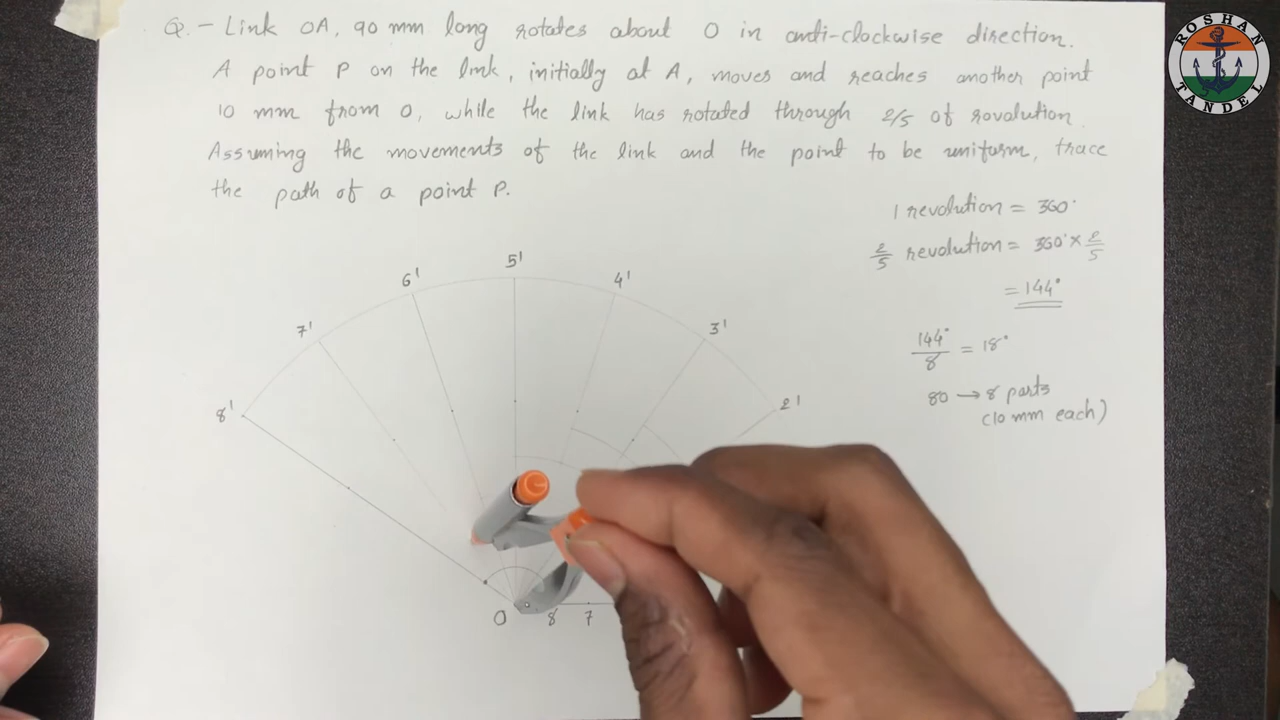 Q. - Link OA, 90 mm long rotates about O in anti-clockwise direction.
A point P on the link, initially at A, moves and reaches another point
10 mm from O, while the link has rotated through 2/5 of rovolution
Assuming the movements of the link and the point to be uniform, trace
the path of a point P.
1 revolution = 360°
2/5 revolution = 360° × 2/5
= 144°
144°/8 = 18°
80 → 8 parts
(10 mm each)
5'
6'
4'
7'
3'
8'
2'
O 8 7
ROSHAN
TANDEL